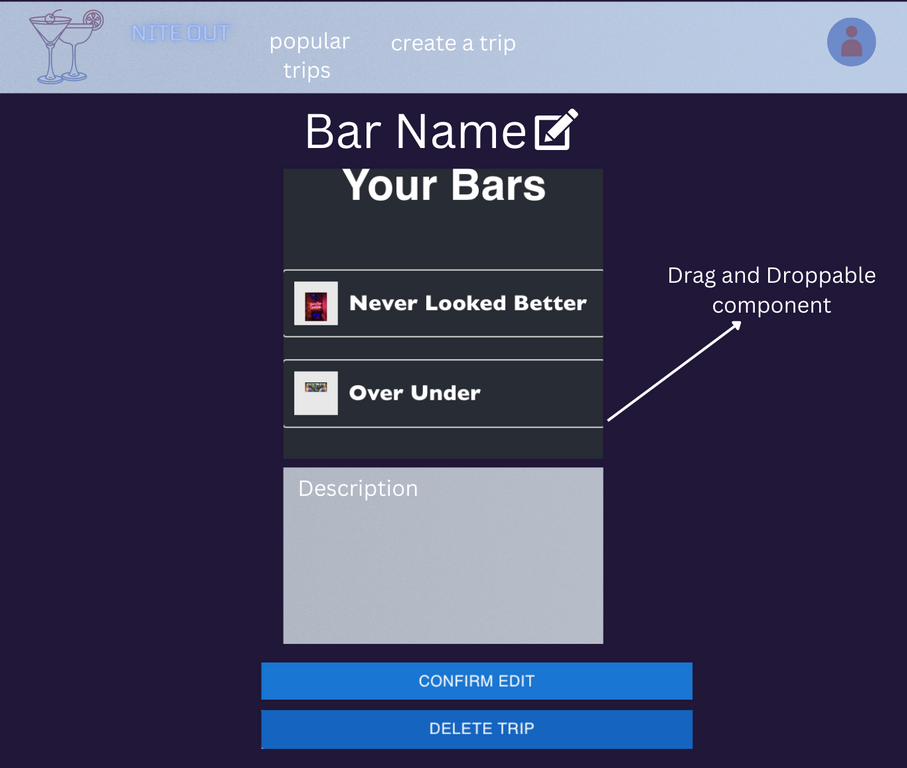 NITE OUT
popular
trips
create a trip
Bar Name
Your Bars
Never Looked Better
Drag and Droppable
component
Over Under
Description
CONFIRM EDIT
DELETE TRIP